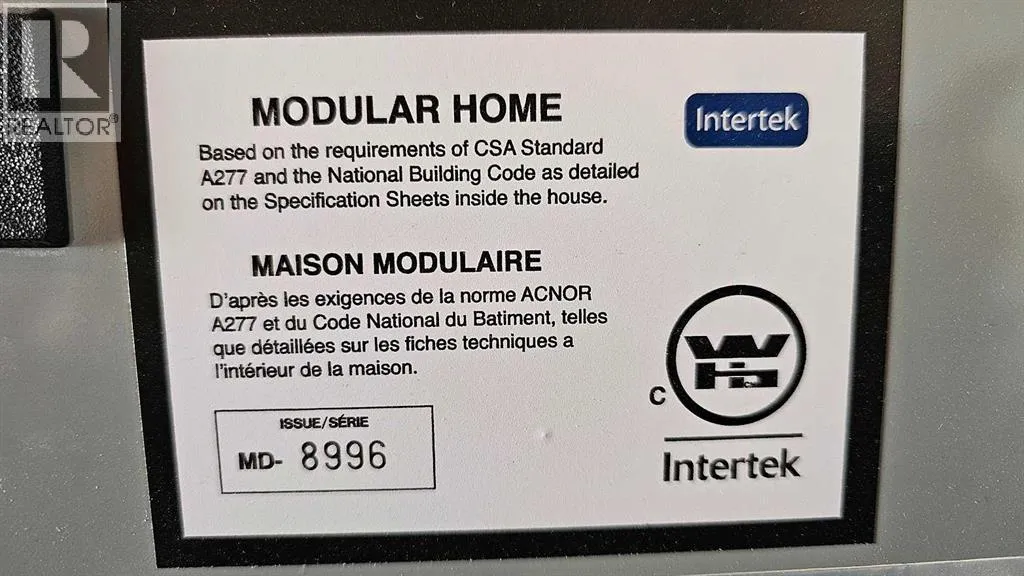 REALTOR®
MODULAR HOME
Intertek
Based on the requirements of CSA Standard
A277 and the National Building Code as detailed
on the Specification Sheets inside the house.
MAISON MODULAIRE
D'après les exigences de la norme ACNOR
A277 et du Code National du Batiment, telles
que détaillées sur les fiches techniques a
l'intérieur de la maison.
ISSUE/SÉRIE
MD- 8996
C WH
Intertek